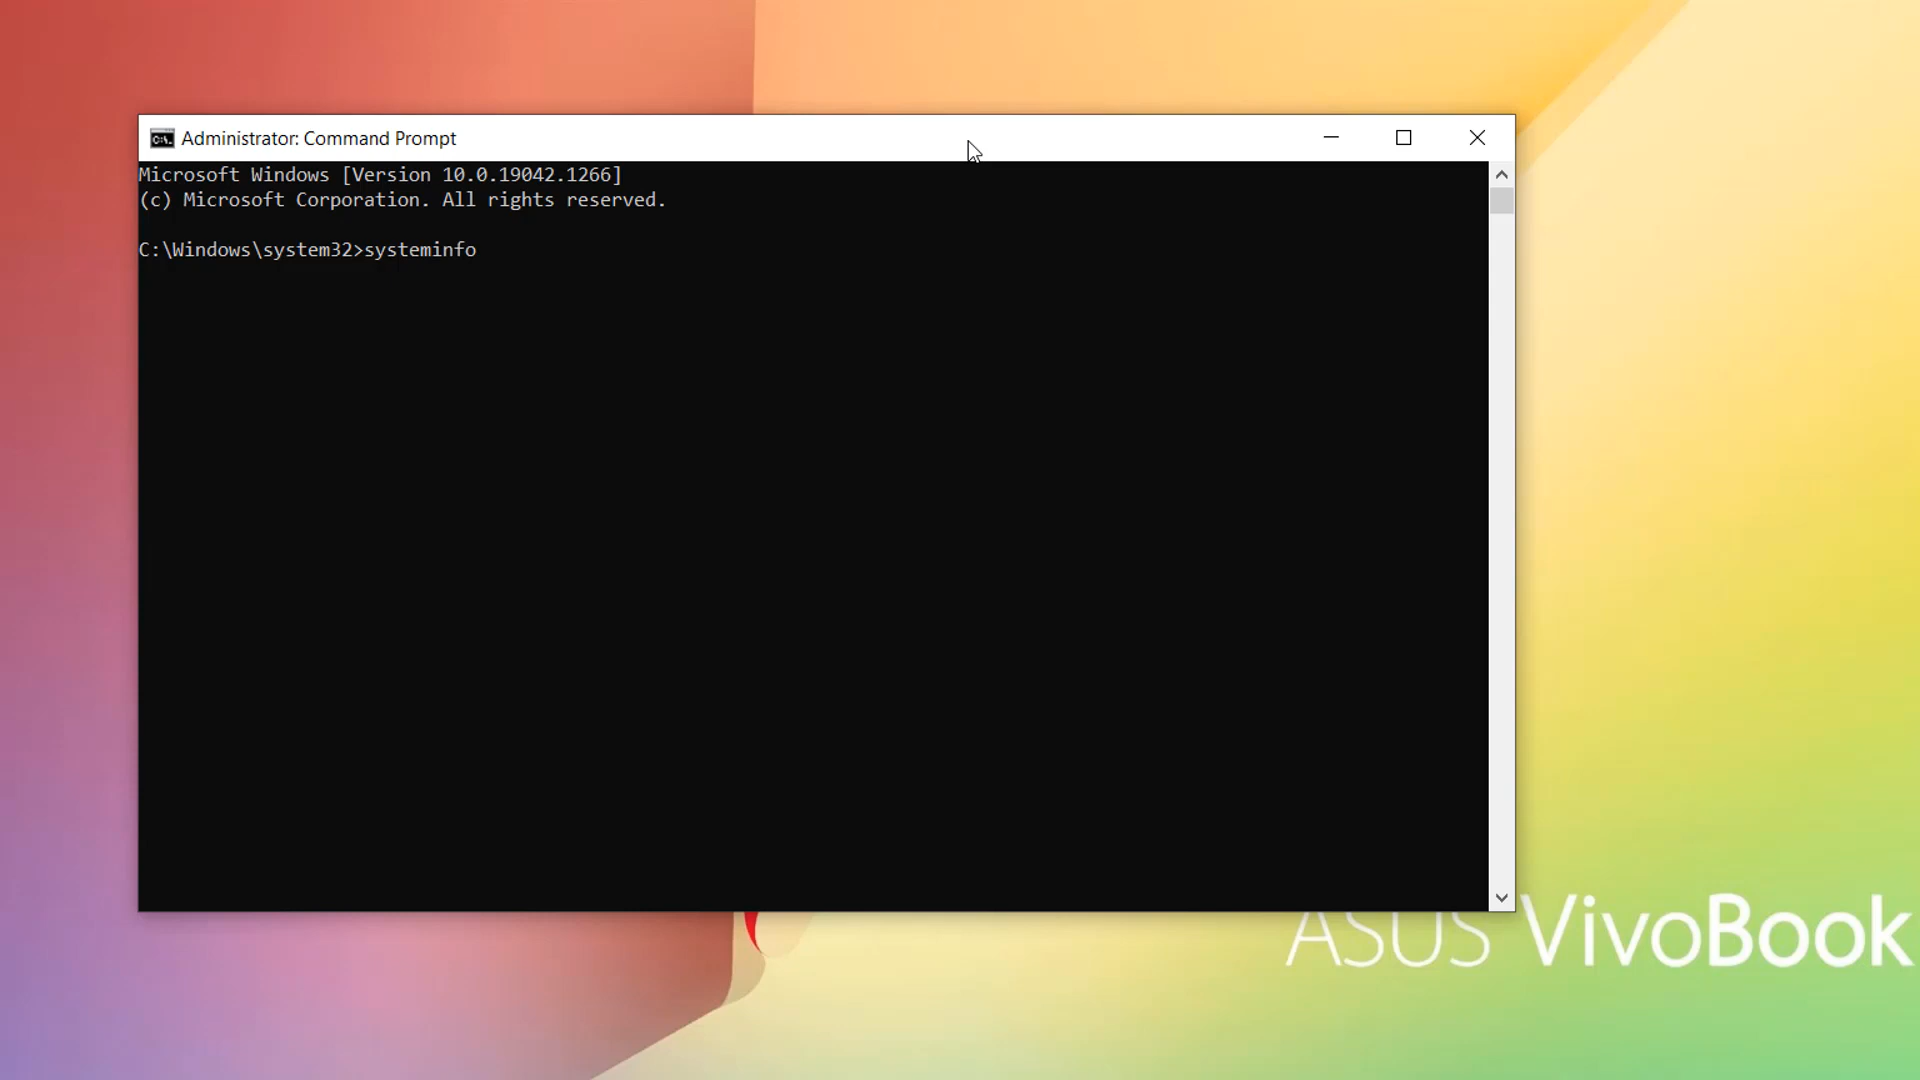 Administrator: Command Prompt
Microsoft Windows [Version 10.0.19042.1266]
(c) Microsoft Corporation. All rights reserved.
C:\Windows\system32>systeminfo
ASUS VivoBook